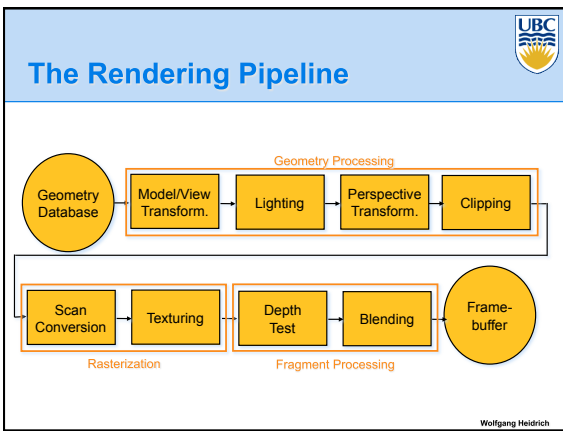 UBC
The Rendering Pipeline
Geometry Processing
Geometry
Database
Model/View
Transform.
Lighting
Perspective
Transform.
Clipping
Scan
Conversion
Texturing
Depth
Test
Blending
Frame-
buffer
Rasterization
Fragment Processing
Wolfgang Heidrich